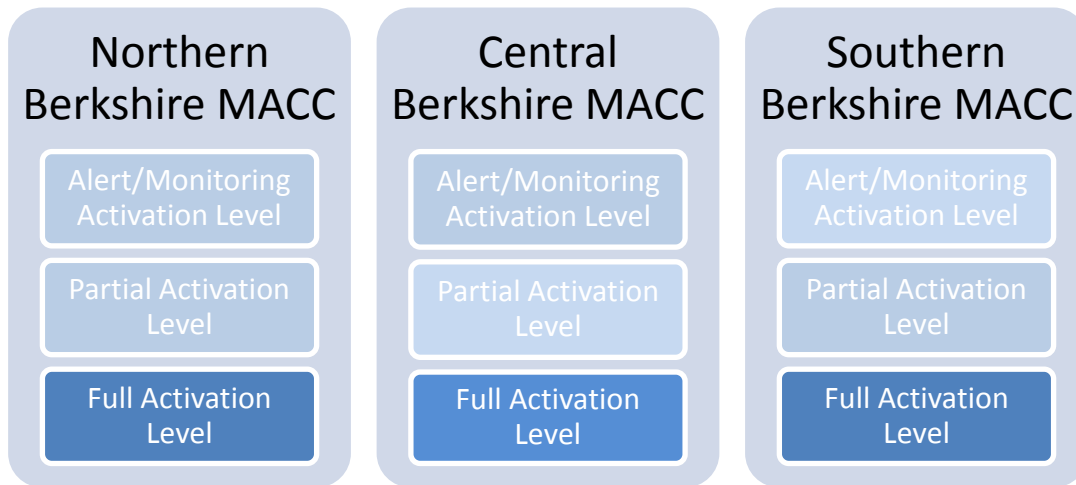 Northern
Berkshire MACC
Alert/Monitoring
Activation Level
Partial Activation
Level
Full Activation
Level
Central
Berkshire MACC
Alert/Monitoring
Activation Level
Partial Activation
Level
Full Activation
Level
Southern
Berkshire MACC
Alert/Monitoring
Activation Level
Partial Activation
Level
Full Activation
Level